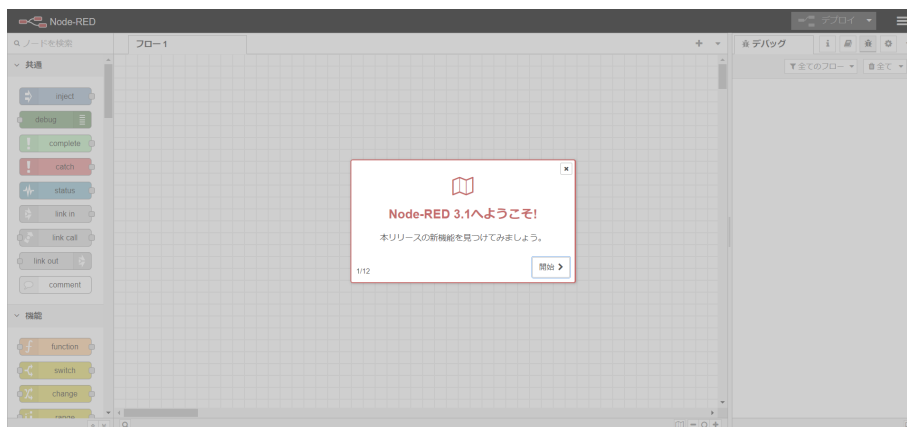 Node-RED
デプロイ
ノードを検索
フロー 1
デバッグ
i
共通
全てのフロー
全て
inject
debug
complete
catch
status
link in
link call
link out
comment
機能
function
switch
change
range
Node-RED 3.1へようこそ!
本リリースの新機能を見つけてみましょう。
1/12
開始